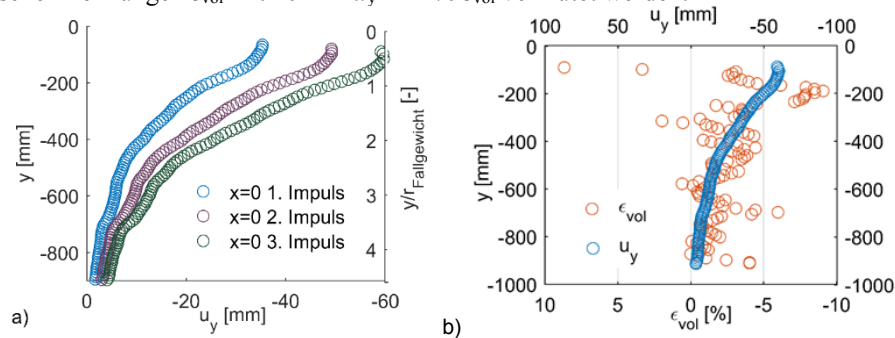 0
-200
-400
-600
-800
y [mm]
0
1
2
3
4
y/r_Fallgewicht [-]
x=0 1. Impuls
x=0 2. Impuls
x=0 3. Impuls
0 -20 -40 -60
u_y [mm]
a)
u_y [mm]
100 50 0 -50 -100
0
-200
-400
-600
-800
-1000
y [mm]
0
-200
-400
-600
-800
-1000
ϵ_vol
u_y
10 5 0 -5 -10
ϵ_vol [%]
b)